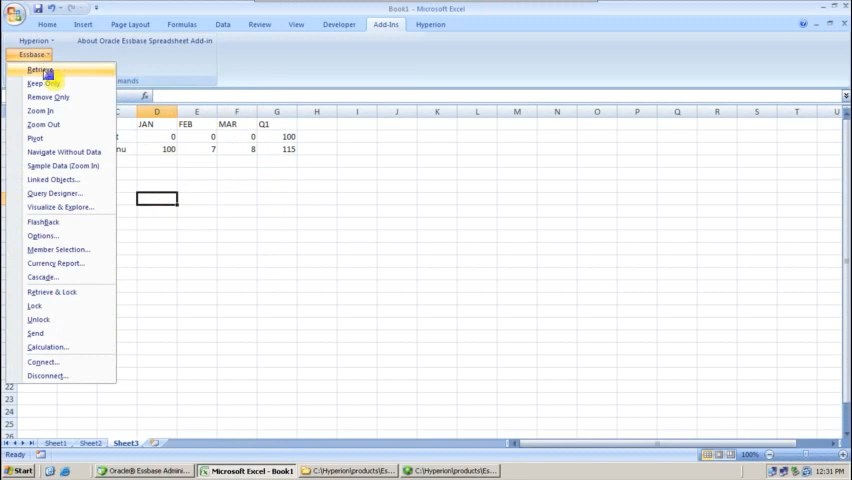 Book1 - Microsoft Excel
Home Insert Page Layout Formulas Data Review View Developer Add-Ins Hyperion
Hyperion About Oracle Essbase Spreadsheet Add-in
Essbase
Retrieve
mands
Keep Only
Remove Only
Zoom In
Zoom Out
Pivot
Navigate Without Data
Sample Data (Zoom In)
Linked Objects...
Query Designer...
Visualize & Explore...
FlashBack
Options...
Member Selection...
Currency Report...
Cascade...
Retrieve & Lock
Lock
Unlock
Send
Calculation...
Connect...
Disconnect...
fx
C D E F G H I J K L M N O P Q R S T U
JAN FEB MAR Q1
t 0 0 0 100
nu 100 7 8 115
22
23
24
25
26
Sheet1 Sheet2 Sheet3
Ready 100%
Start Oracle® Essbase Adminis... Microsoft Excel - Book1 C:\Hyperion\products\Es... C:\Hyperion\products\Es... 12:31 PM